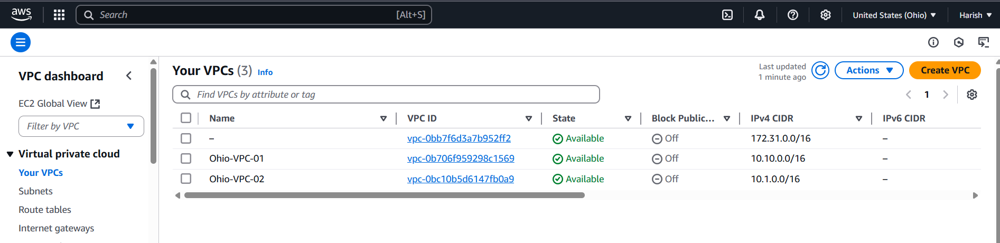 aws
Search [Alt+S]
United States (Ohio)
Harish
VPC dashboard
EC2 Global View
Filter by VPC
Virtual private cloud
Your VPCs
Subnets
Route tables
Internet gateways
Your VPCs (3) Info
Last updated
1 minute ago
Actions
Create VPC
Find VPCs by attribute or tag
1
Name VPC ID State Block Public... IPv4 CIDR IPv6 CIDR
– vpc-0bb7f6d3a7b952ff2 Available Off 172.31.0.0/16 –
Ohio-VPC-01 vpc-0b706f959298c1569 Available Off 10.10.0.0/16 –
Ohio-VPC-02 vpc-0bc10b5d6147fb0a9 Available Off 10.1.0.0/16 –